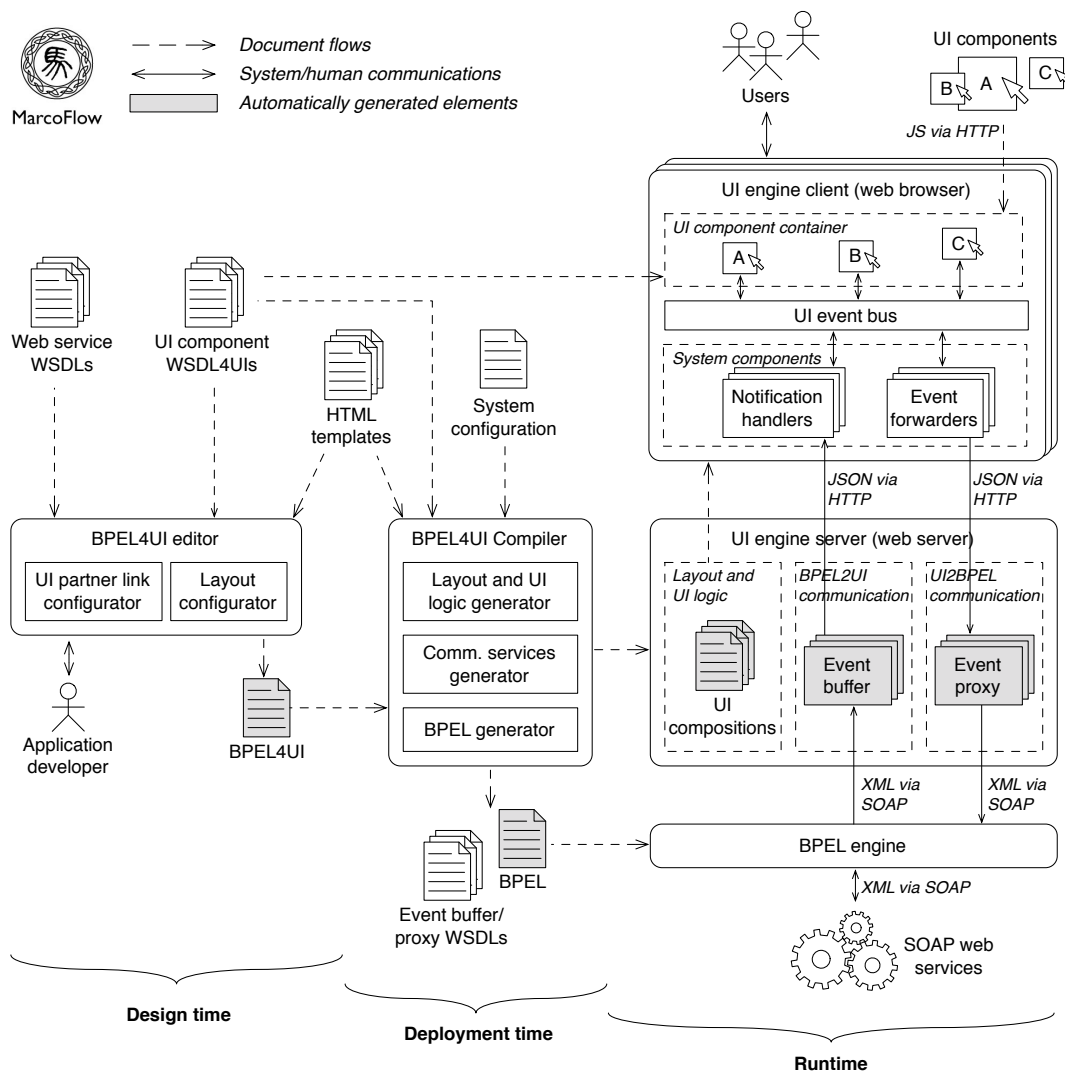 馬
MarcoFlow
Document flows
System/human communications
Automatically generated elements
Users
UI components
B
A
C
JS via HTTP
UI engine client (web browser)
UI component container
A
B
C
UI event bus
System components
Notification
handlers
Event
forwarders
Web service
WSDLs
UI component
WSDL4UIs
HTML
templates
System
configuration
JSON via
HTTP
JSON via
HTTP
BPEL4UI editor
UI partner link
configurator
Layout
configurator
BPEL4UI Compiler
Layout and UI
logic generator
Comm. services
generator
BPEL generator
UI engine server (web server)
Layout and
UI logic
BPEL2UI
communication
UI2BPEL
communication
UI
compositions
Event
buffer
Event
proxy
Application
developer
BPEL4UI
XML via
SOAP
XML via
SOAP
BPEL
Event buffer/
proxy WSDLs
BPEL engine
XML via SOAP
SOAP web
services
Design time
Deployment time
Runtime